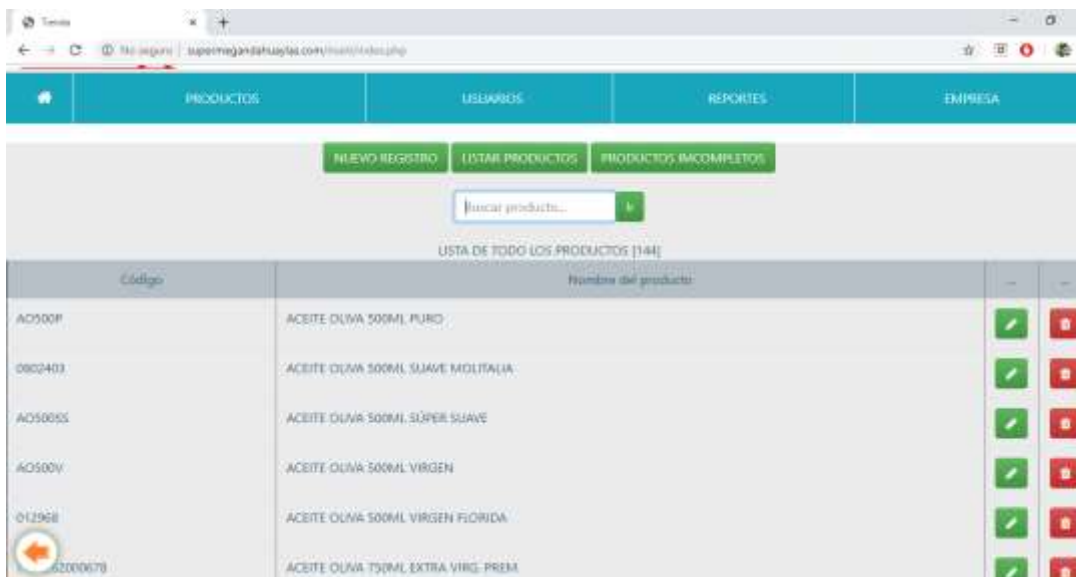 Tienda
No seguro | supermegandahuaylas.com
PRODUCTOS USUARIOS REPORTES EMPRESA
NUEVO REGISTRO LISTAR PRODUCTOS PRODUCTOS INCOMPLETOS
Buscar producto... Ir
LISTA DE TODO LOS PRODUCTOS [144]
Código Nombre del producto ... ...
AO500P ACEITE OLIVA 500ML PURO
0802403 ACEITE OLIVA 500ML SUAVE MOLITALIA
AO500SS ACEITE OLIVA 500ML SÚPER SUAVE
AO500V ACEITE OLIVA 500ML VIRGEN
012968 ACEITE OLIVA 500ML VIRGEN FLORIDA
ACEITE OLIVA 750ML EXTRA VIRG. PREM